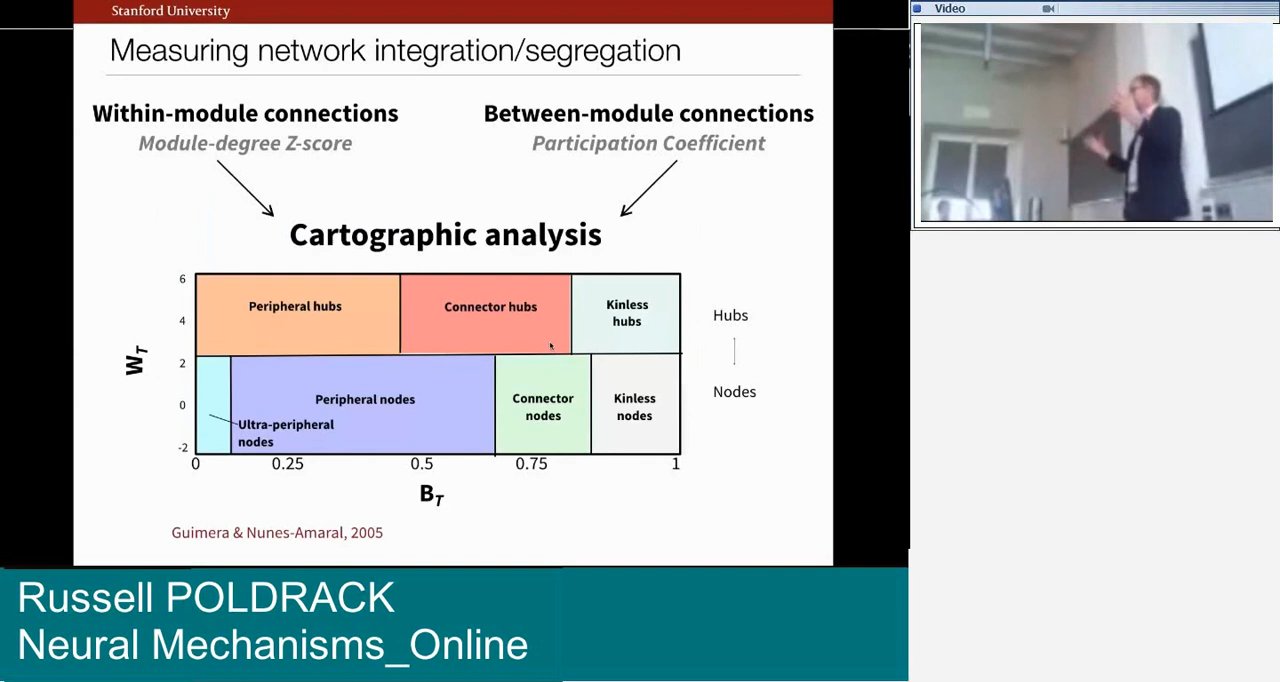 Stanford University
Measuring network integration/segregation
Within-module connections
Module-degree Z-score
Between-module connections
Participation Coefficient
Cartographic analysis
6
4
2
0
-2
W_T
Peripheral hubs
Connector hubs
Kinless
hubs
Peripheral nodes
Ultra-peripheral
nodes
Connector
nodes
Kinless
nodes
Hubs
Nodes
0
0.25
0.5
0.75
1
B_T
Guimera & Nunes-Amaral, 2005
Russell POLDRACK
Neural Mechanisms_Online
Video